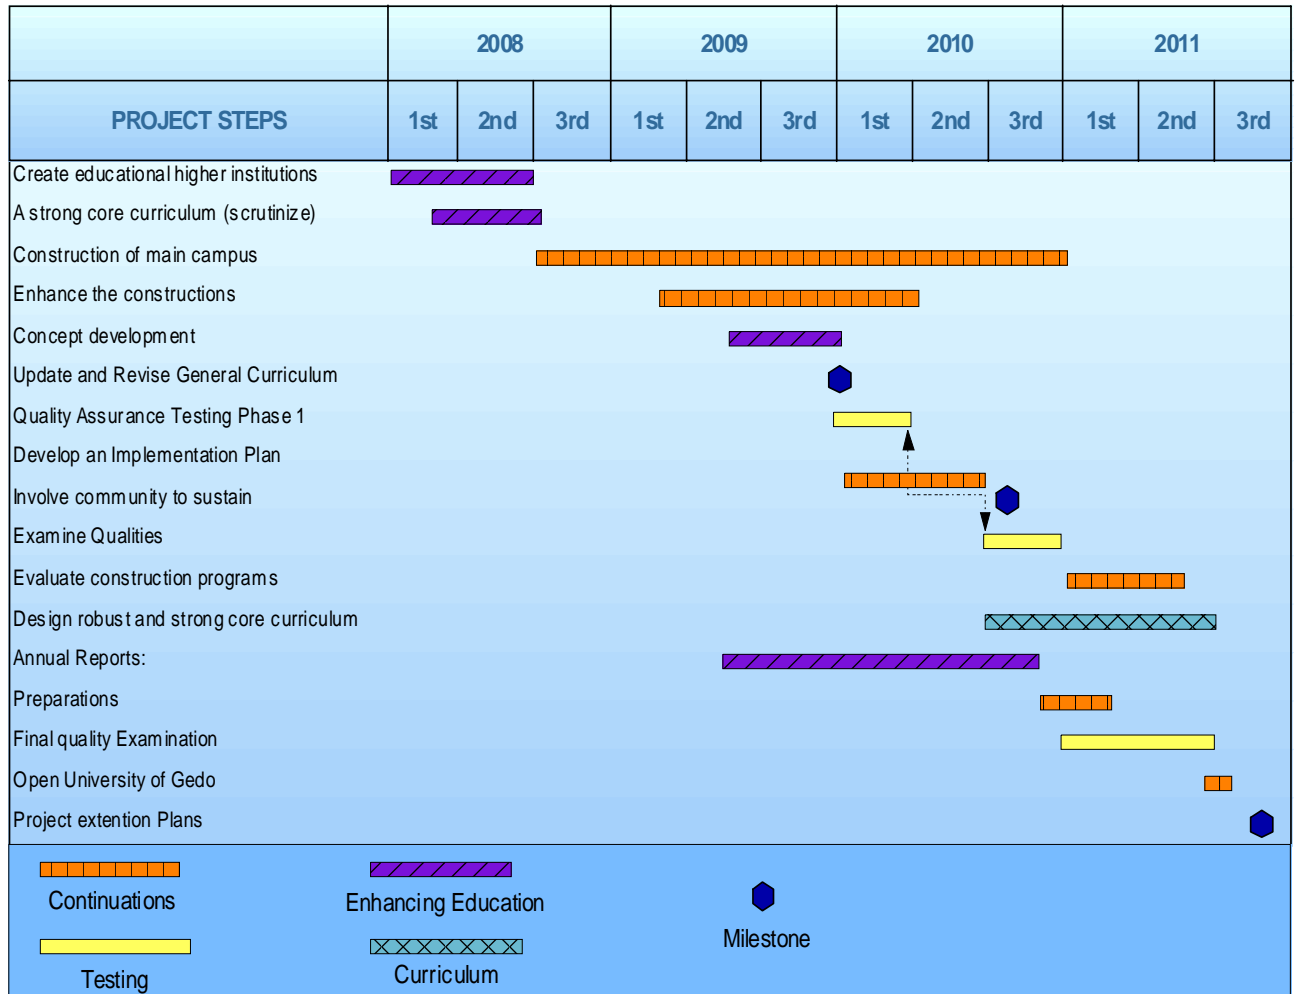 2008 2009 2010 2011
PROJECT STEPS 1st 2nd 3rd 1st 2nd 3rd 1st 2nd 3rd 1st 2nd 3rd
Create educational higher institutions
A strong core curriculum (scrutinize)
Construction of main campus
Enhance the constructions
Concept development
Update and Revise General Curriculum
Quality Assurance Testing Phase 1
Develop an Implementation Plan
Involve community to sustain
Examine Qualities
Evaluate construction programs
Design robust and strong core curriculum
Annual Reports:
Preparations
Final quality Examination
Open University of Gedo
Project extention Plans
Continuations
Enhancing Education
Milestone
Testing
Curriculum